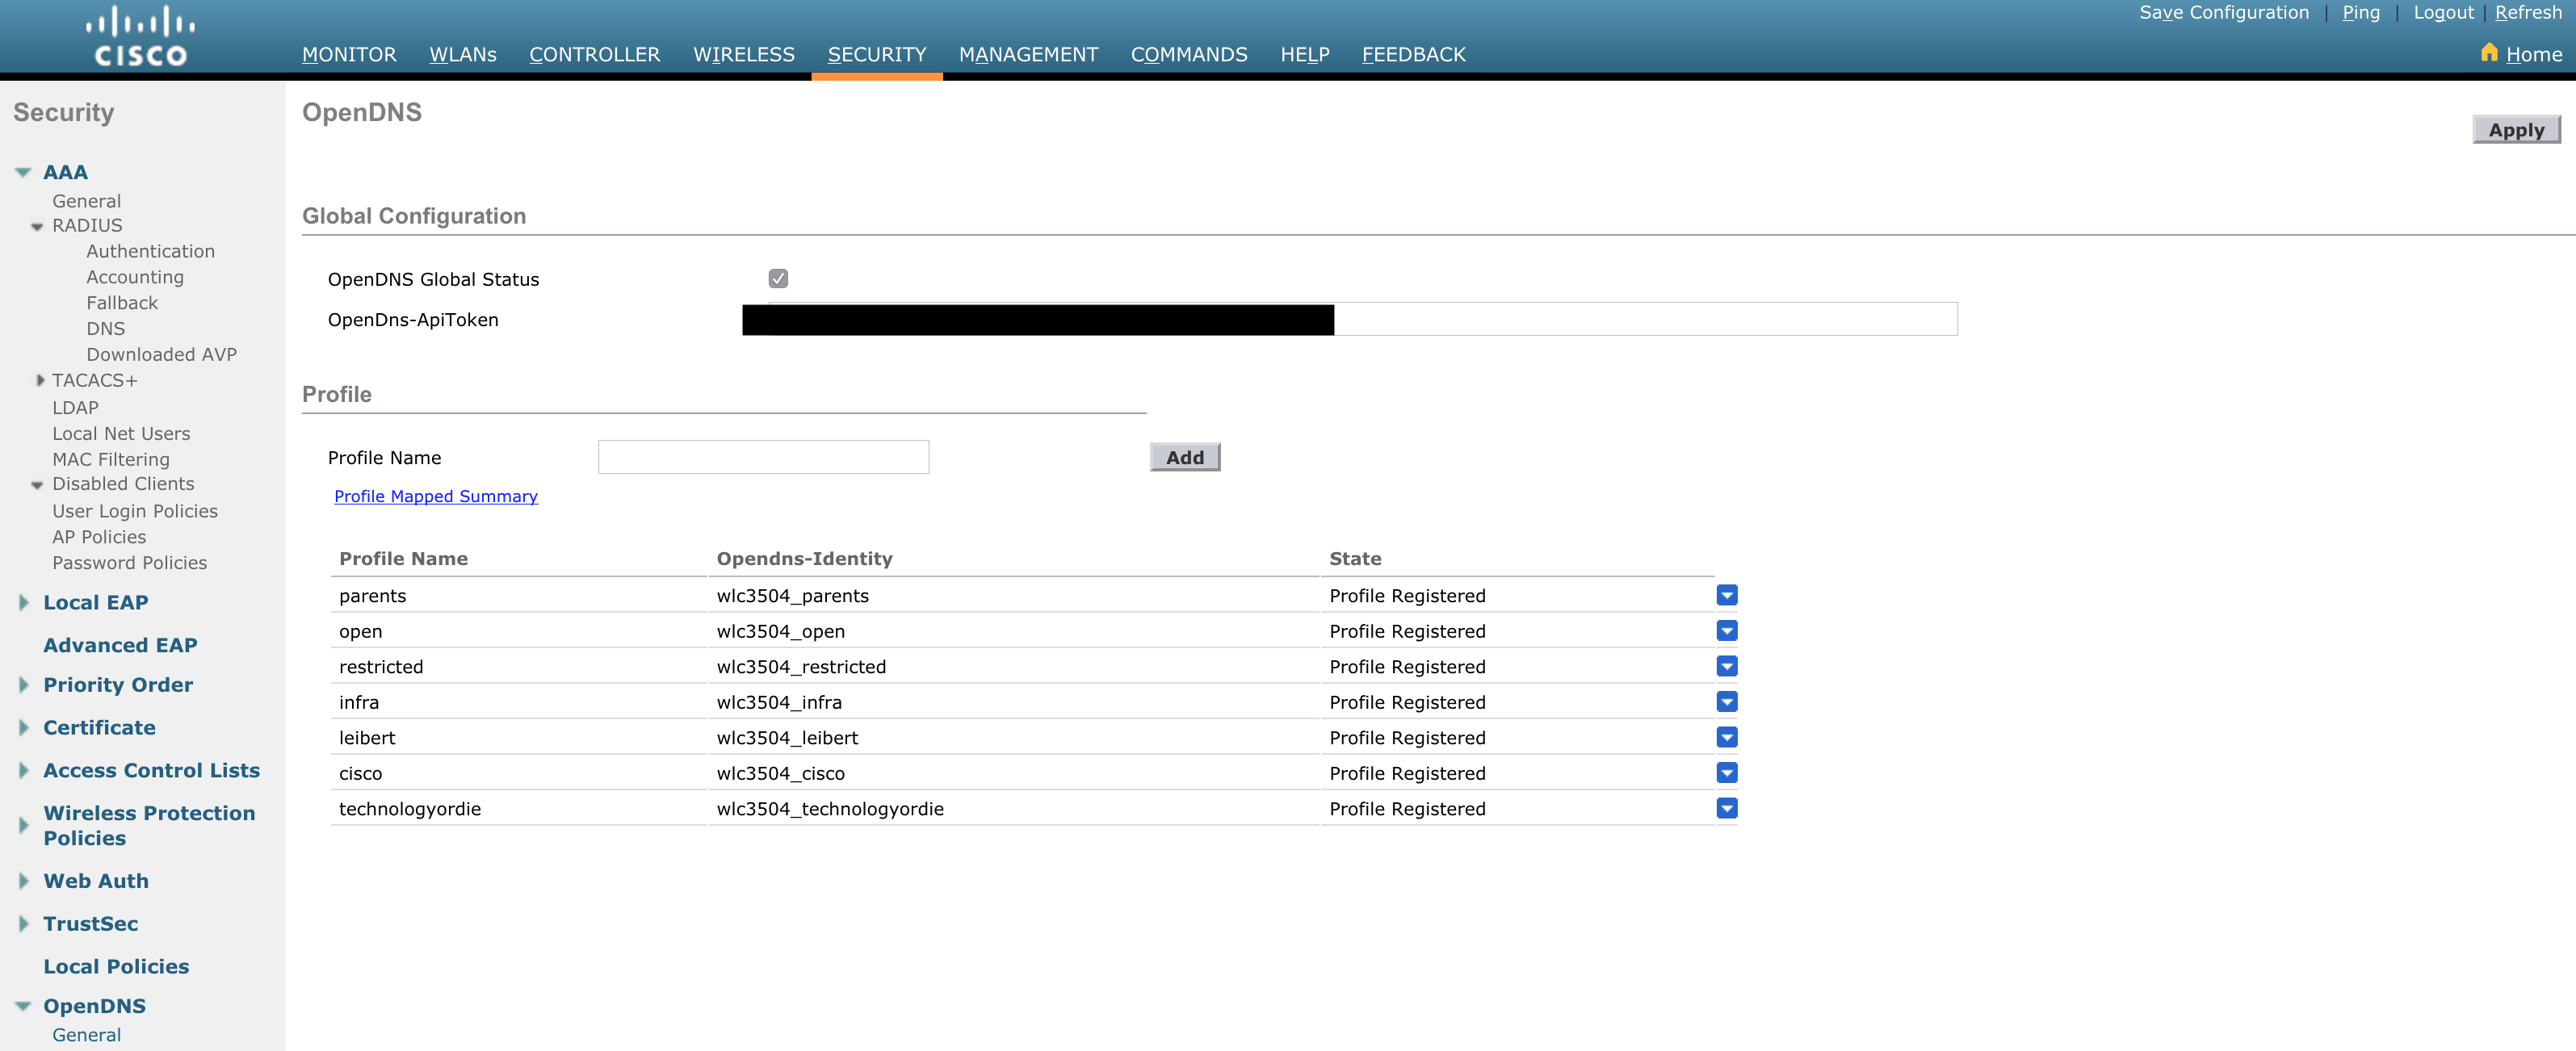 Save Configuration | Ping | Logout | Refresh
CISCO
MONITOR WLANs CONTROLLER WIRELESS SECURITY MANAGEMENT COMMANDS HELP FEEDBACK
Home
Security
AAA
General
RADIUS
Authentication
Accounting
Fallback
DNS
Downloaded AVP
TACACS+
LDAP
Local Net Users
MAC Filtering
Disabled Clients
User Login Policies
AP Policies
Password Policies
Local EAP
Advanced EAP
Priority Order
Certificate
Access Control Lists
Wireless Protection
Policies
Web Auth
TrustSec
Local Policies
OpenDNS
General
OpenDNS
Apply
Global Configuration
OpenDNS Global Status
OpenDns-ApiToken
Profile
Profile Name
Add
Profile Mapped Summary
Profile Name Opendns-Identity State
parents wlc3504_parents Profile Registered
open wlc3504_open Profile Registered
restricted wlc3504_restricted Profile Registered
infra wlc3504_infra Profile Registered
leibert wlc3504_leibert Profile Registered
cisco wlc3504_cisco Profile Registered
technologyordie wlc3504_technologyordie Profile Registered